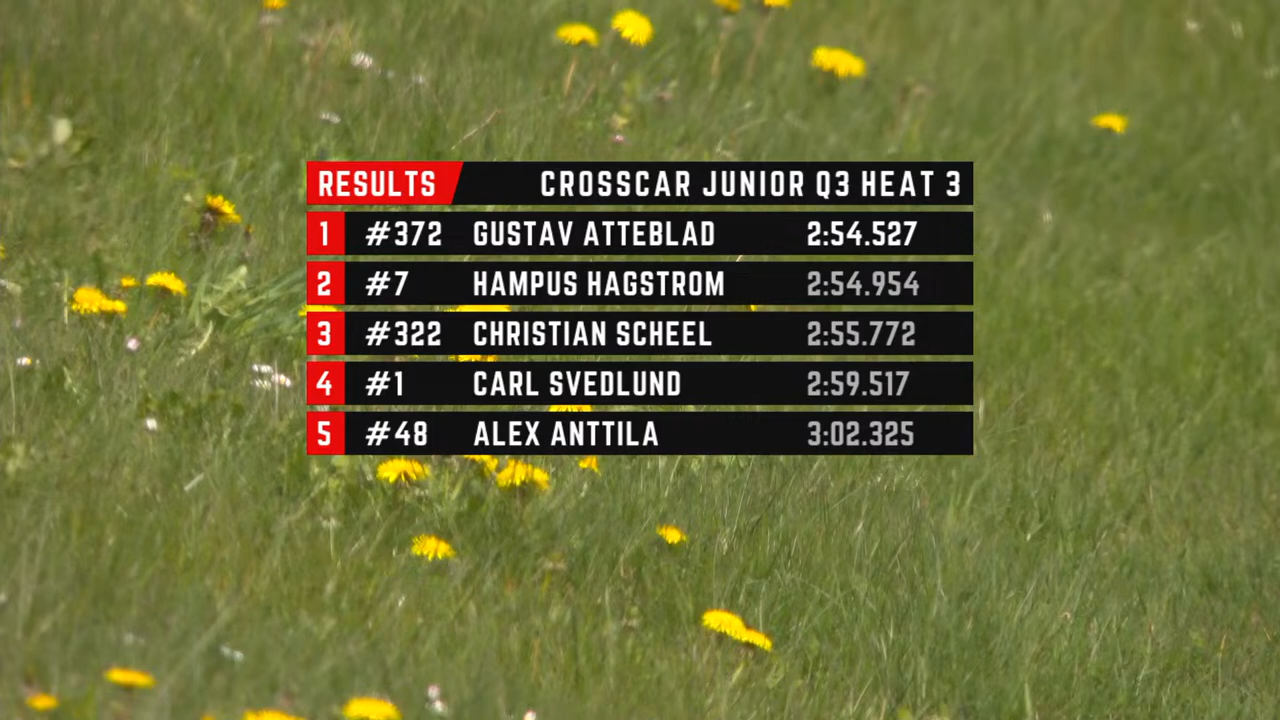 RESULTS CROSSCAR JUNIOR Q3 HEAT 3
1 #372 GUSTAV ATTEBLAD 2:54.527
2 #7 HAMPUS HAGSTROM 2:54.954
3 #322 CHRISTIAN SCHEEL 2:55.772
4 #1 CARL SVEDLUND 2:59.517
5 #48 ALEX ANTTILA 3:02.325